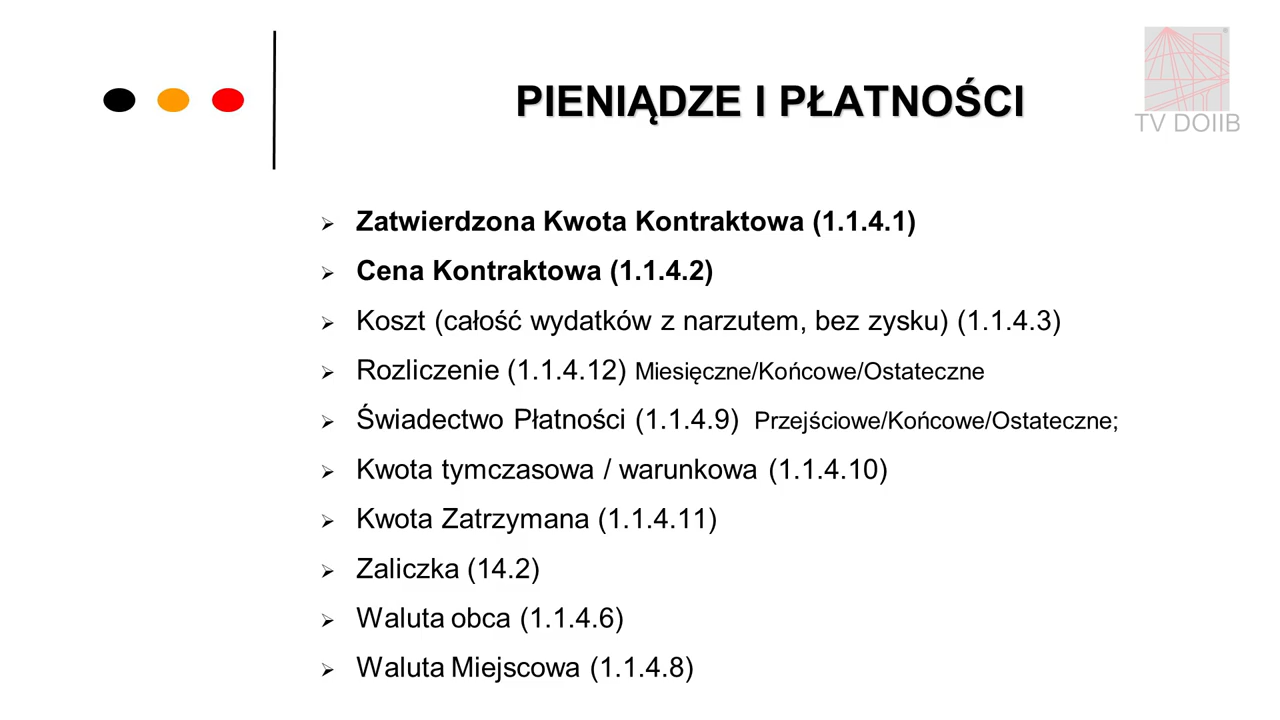 PIENIĄDZE I PŁATNOŚCI
TV DOIIB
Zatwierdzona Kwota Kontraktowa (1.1.4.1)
Cena Kontraktowa (1.1.4.2)
Koszt (całość wydatków z narzutem, bez zysku) (1.1.4.3)
Rozliczenie (1.1.4.12) Miesięczne/Końcowe/Ostateczne
Świadectwo Płatności (1.1.4.9) Przejściowe/Końcowe/Ostateczne;
Kwota tymczasowa / warunkowa (1.1.4.10)
Kwota Zatrzymana (1.1.4.11)
Zaliczka (14.2)
Waluta obca (1.1.4.6)
Waluta Miejscowa (1.1.4.8)